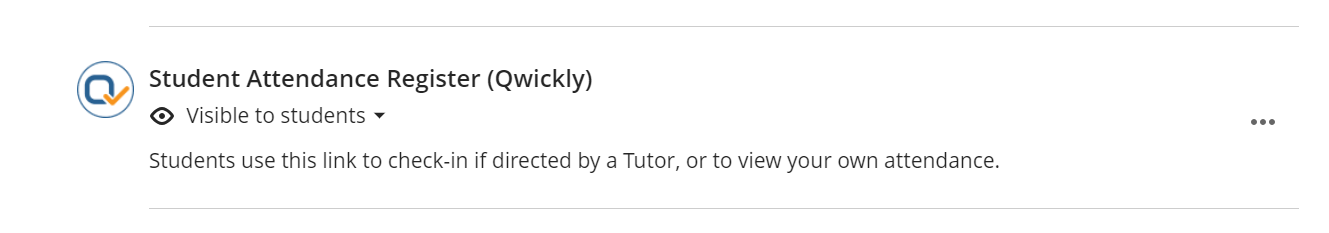 Student Attendance Register (Qwickly)
Visible to students
Students use this link to check-in if directed by a Tutor, or to view your own attendance.